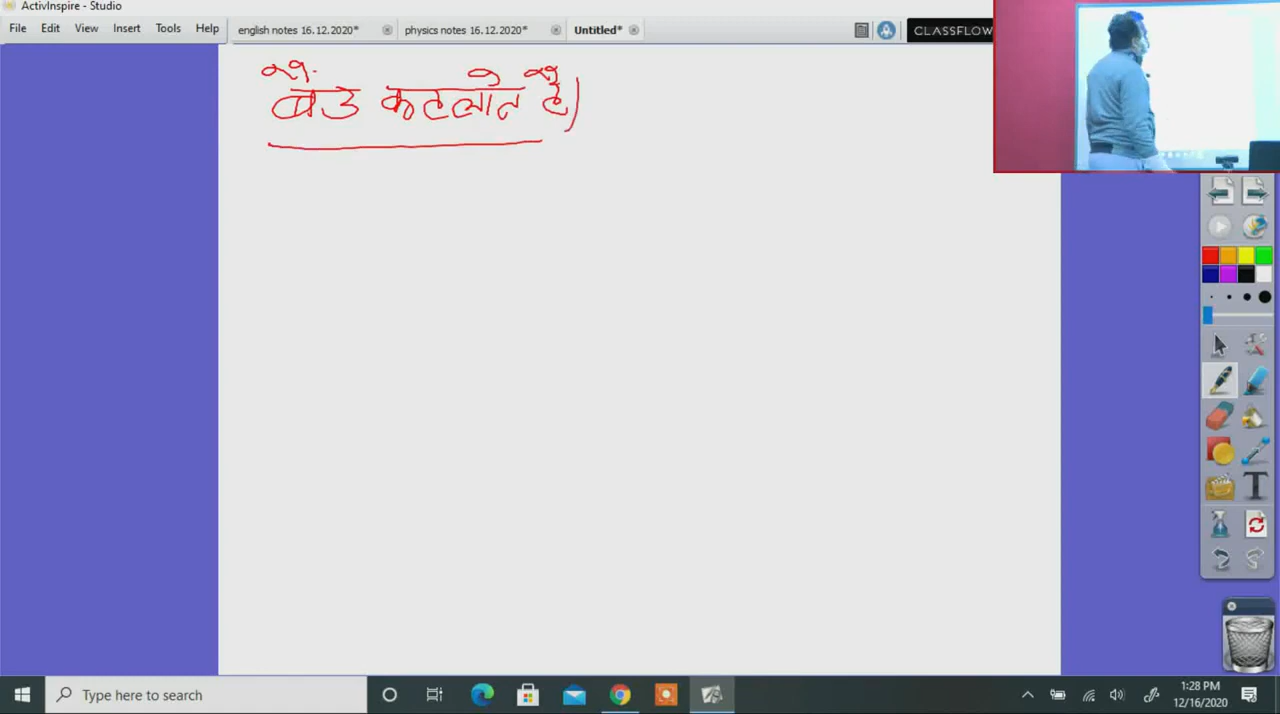 ActivInspire - Studio
File Edit View Insert Tools Help
english notes 16.12.2020* physics notes 16.12.2020* Untitled* CLASSFLOW
बैंड कहलाते हैं)
Type here to search
1:28 PM
12/16/2020